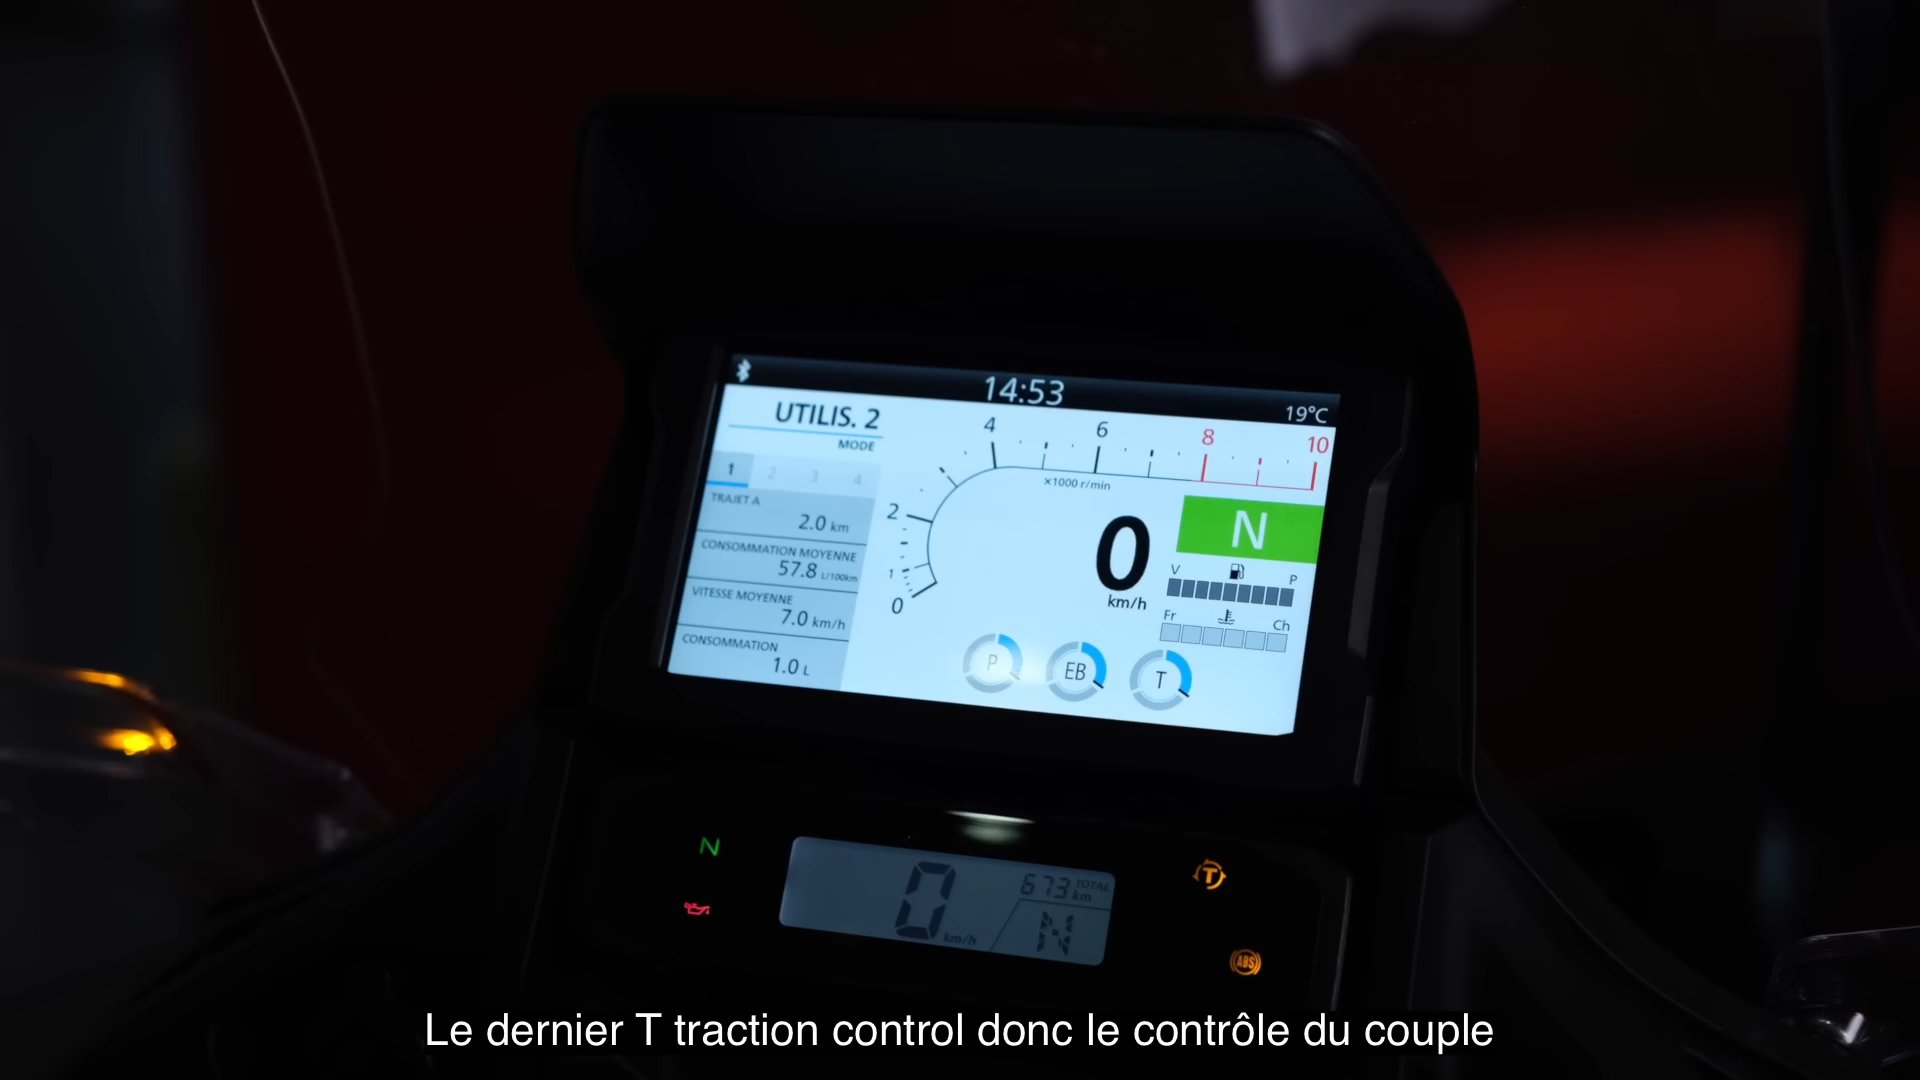 14:53
19°C
UTILIS. 2
MODE
1 2 3 4
TRAJET A
2.0 km
CONSOMMATION MOYENNE
57.8 L/100km
VITESSE MOYENNE
7.0 km/h
CONSOMMATION
1.0 L
0 1 2 4 6 8 10
×1000 r/min
0
km/h
N
V P
Fr Ch
P EB T
N
0 km/h
673 TOTAL km
N
T
ABS
Le dernier T traction control donc le contrôle du couple